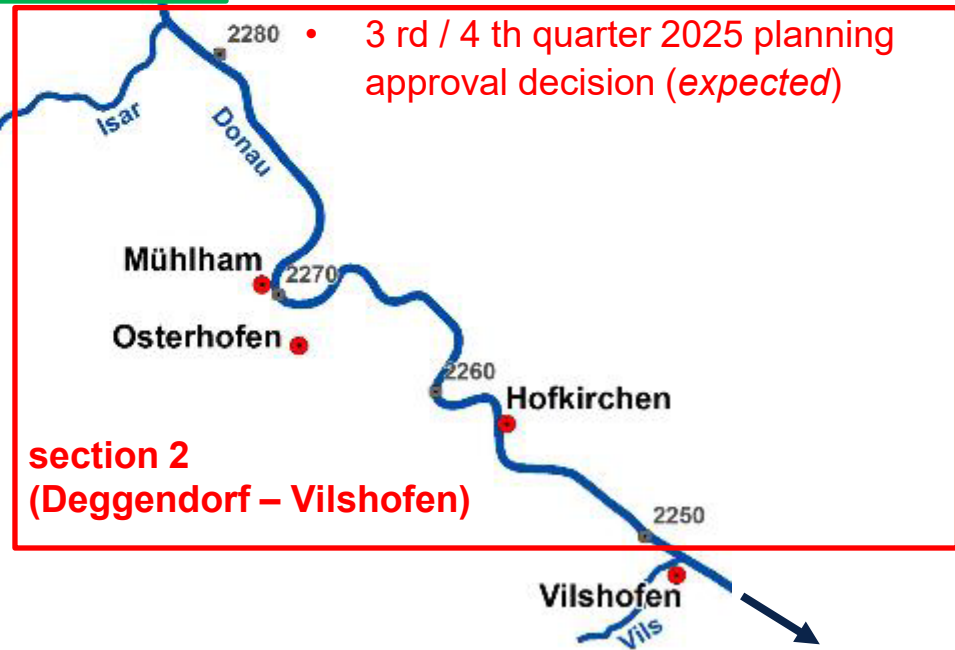 2280
• 3 rd / 4 th quarter 2025 planning
approval decision (expected)
Isar
Donau
Mühlham
2270
Osterhofen
2260
Hofkirchen
section 2
(Deggendorf – Vilshofen)
2250
Vilshofen
Vils